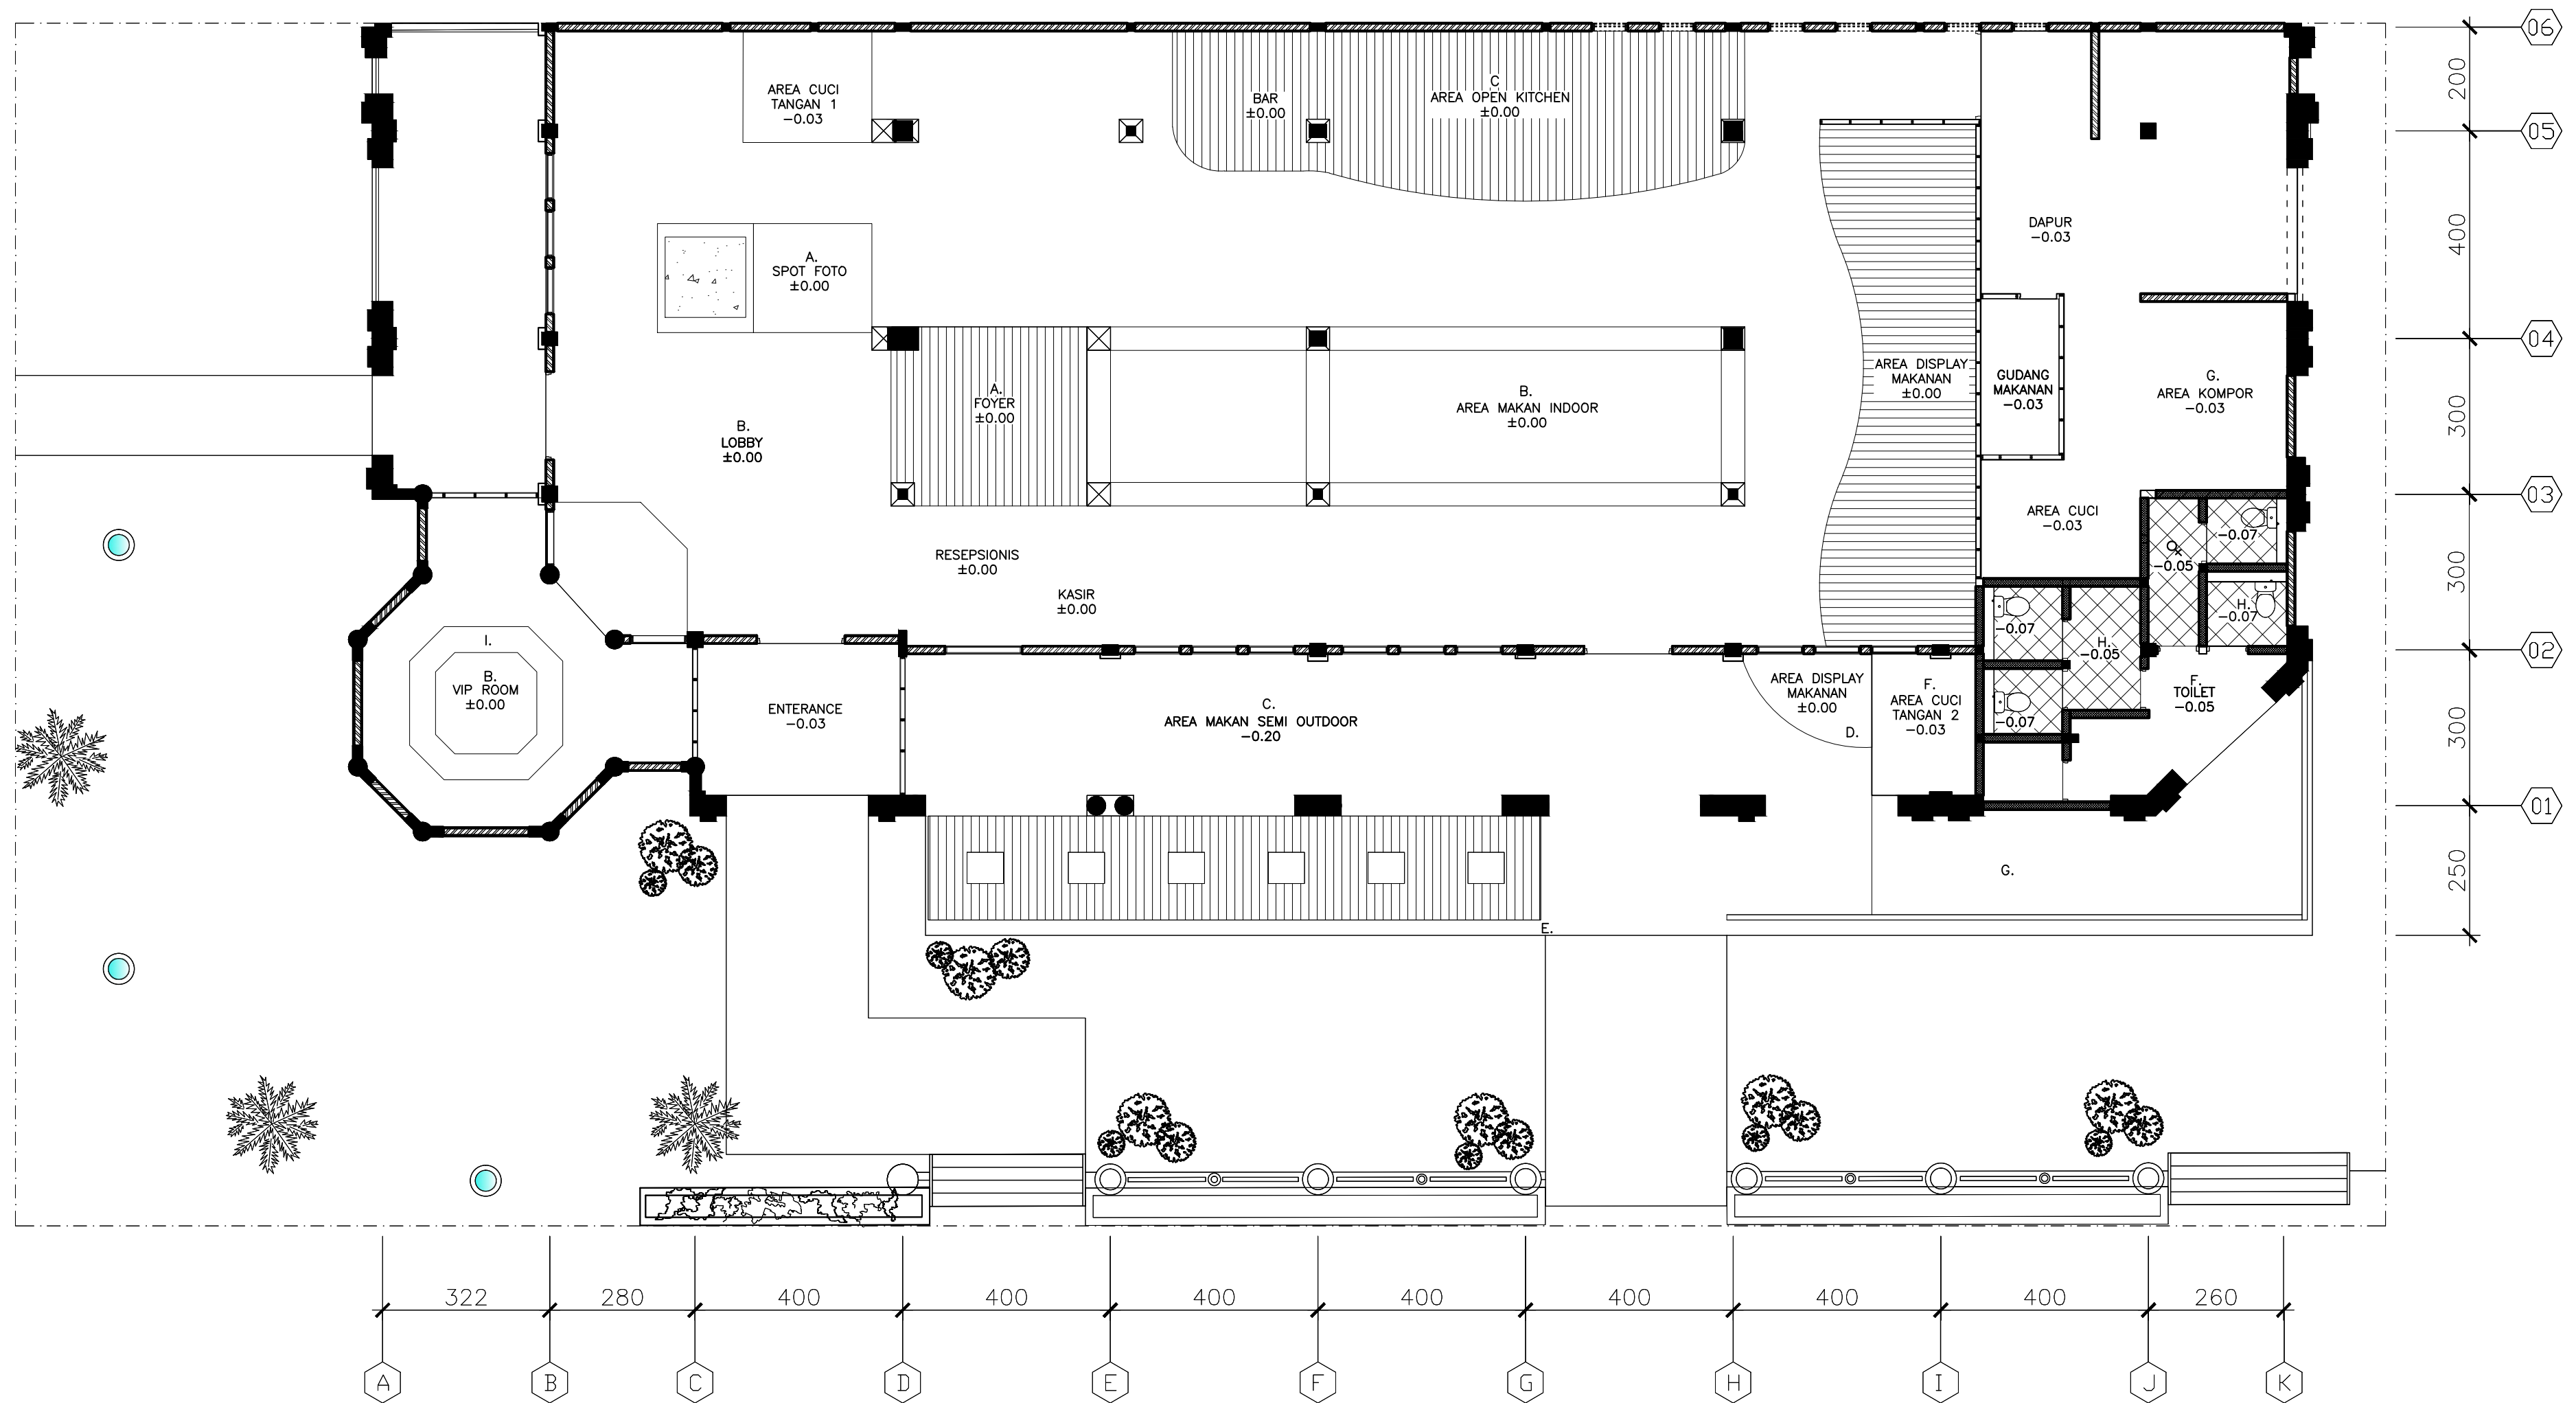 06
200
AREA CUCI
TANGAN 1
-0.03
BAR
±0.00
C
AREA OPEN KITCHEN
±0.00
05
400
DAPUR
-0.03
A.
SPOT FOTO
±0.00
04
A.
FOYER
±0.00
B.
AREA MAKAN INDOOR
±0.00
AREA DISPLAY
MAKANAN
±0.00
GUDANG
MAKANAN
-0.03
G.
AREA KOMPOR
-0.03
300
B.
LOBBY
±0.00
03
AREA CUCI
-0.03
-0.07
-0.05
RESEPSIONIS
±0.00
KASIR
±0.00
300
H.
-0.07
-0.07
H.
-0.05
02
I.
B.
VIP ROOM
±0.00
ENTERANCE
-0.03
C.
AREA MAKAN SEMI OUTDOOR
-0.20
AREA DISPLAY
MAKANAN
±0.00
D.
F.
AREA CUCI
TANGAN 2
-0.03
-0.07
F.
TOILET
-0.05
300
01
G.
250
E.
322
280
400
400
400
400
400
400
400
260
A
B
C
D
E
F
G
H
I
J
K